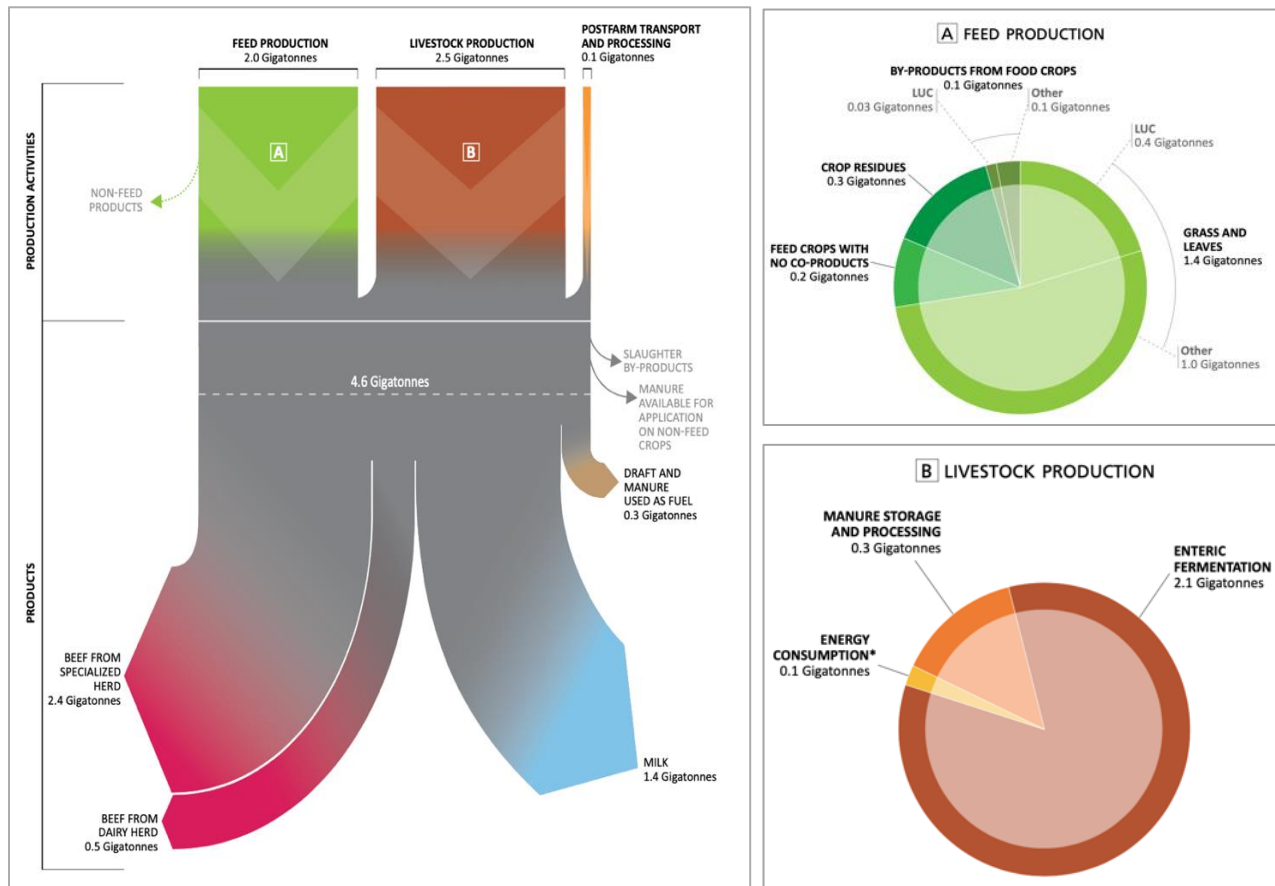 FEED PRODUCTION
2.0 Gigatonnes
LIVESTOCK PRODUCTION
2.5 Gigatonnes
POSTFARM TRANSPORT
AND PROCESSING
0.1 Gigatonnes
PRODUCTION ACTIVITIES
A
B
NON-FEED
PRODUCTS
4.6 Gigatonnes
SLAUGHTER
BY-PRODUCTS
MANURE
AVAILABLE FOR
APPLICATION
ON NON-FEED
CROPS
DRAFT AND
MANURE
USED AS FUEL
0.3 Gigatonnes
PRODUCTS
BEEF FROM
SPECIALIZED
HERD
2.4 Gigatonnes
BEEF FROM
DAIRY HERD
0.5 Gigatonnes
MILK
1.4 Gigatonnes
A FEED PRODUCTION
BY-PRODUCTS FROM FOOD CROPS
0.1 Gigatonnes
LUC
0.03 Gigatonnes
Other
0.1 Gigatonnes
LUC
0.4 Gigatonnes
CROP RESIDUES
0.3 Gigatonnes
GRASS AND
LEAVES
1.4 Gigatonnes
FEED CROPS WITH
NO CO-PRODUCTS
0.2 Gigatonnes
Other
1.0 Gigatonnes
B LIVESTOCK PRODUCTION
MANURE STORAGE
AND PROCESSING
0.3 Gigatonnes
ENTERIC
FERMENTATION
2.1 Gigatonnes
ENERGY
CONSUMPTION*
0.1 Gigatonnes